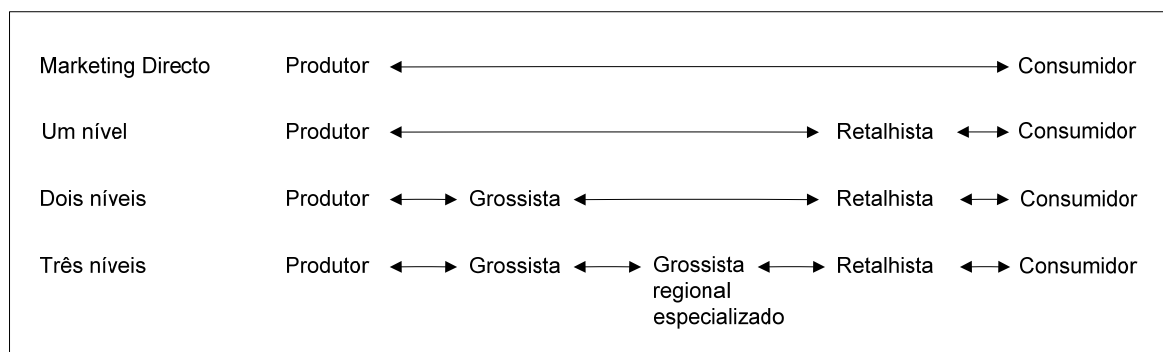 Marketing Directo Produtor Consumidor
Um nível Produtor Retalhista Consumidor
Dois níveis Produtor Grossista Retalhista Consumidor
Três níveis Produtor Grossista Grossista Retalhista Consumidor
regional
especializado